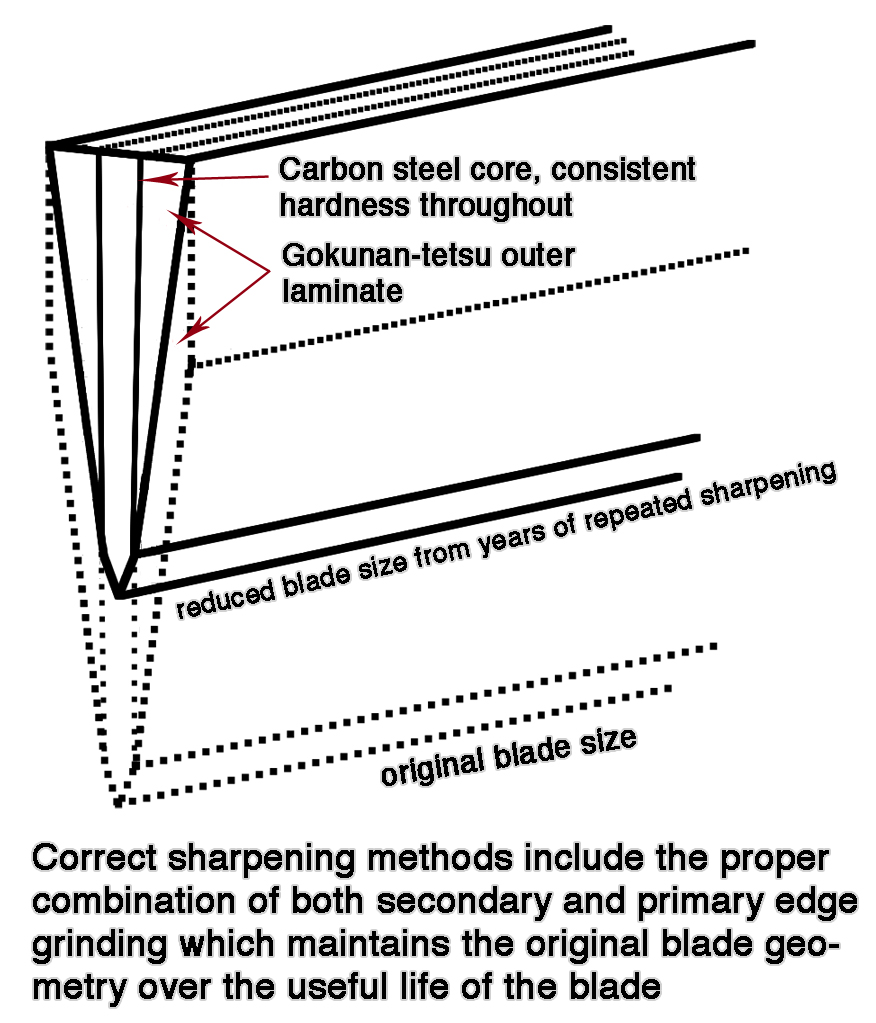 Carbon steel core, consistent
hardness throughout
Gokunan-tetsu outer
laminate
reduced blade size from years of repeated sharpening
original blade size
Correct sharpening methods include the proper
combination of both secondary and primary edge
grinding which maintains the original blade geo-
metry over the useful life of the blade